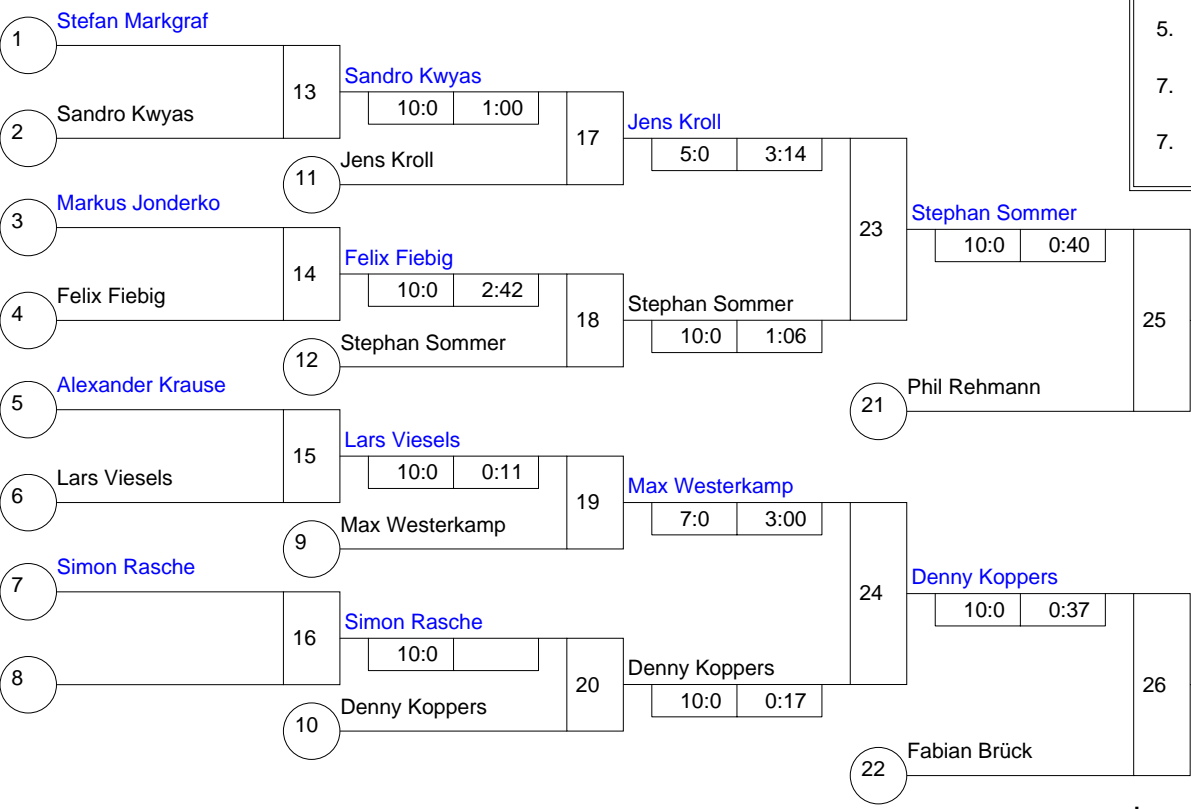 Stefan Markgraf
1
13
Sandro Kwyas
10:0 1:00
2
Sandro Kwyas
17
Jens Kroll
5:0 3:14
11
Jens Kroll
3
Markus Jonderko
23
Stephan Sommer
10:0 0:40
14
Felix Fiebig
10:0 2:42
4
Felix Fiebig
18
Stephan Sommer
10:0 1:06
12
Stephan Sommer
25
5
Alexander Krause
21
Phil Rehmann
15
Lars Viesels
10:0 0:11
6
Lars Viesels
19
Max Westerkamp
7:0 3:00
9
Max Westerkamp
7
Simon Rasche
24
Denny Koppers
10:0 0:37
16
Simon Rasche
10:0
8
20
Denny Koppers
10:0 0:17
10
Denny Koppers
26
22
Fabian Brück
5.
7.
7.